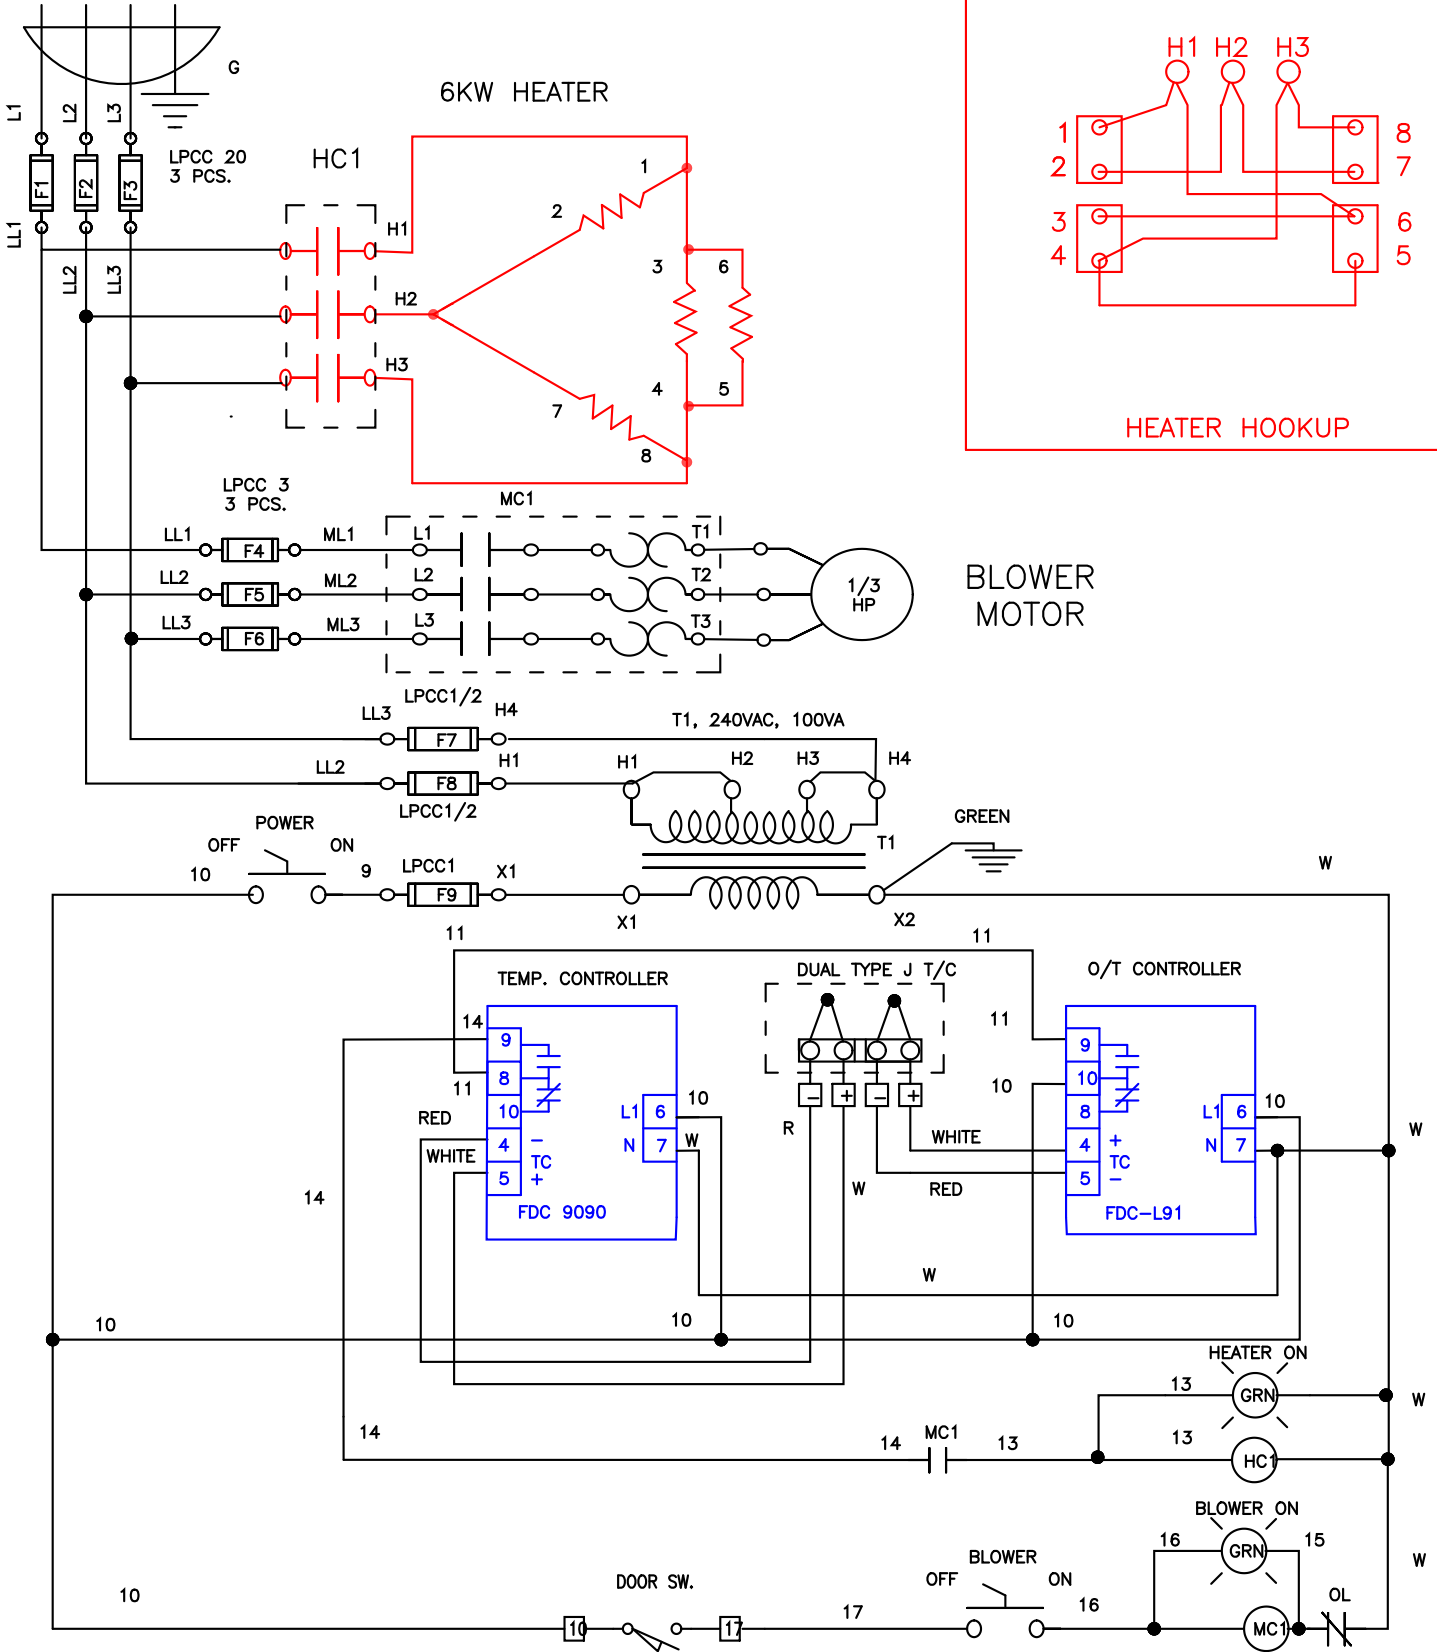 G
L1
L2
L3
F1
F2
F3
LPCC 20
3 PCS.
LL1
LL2
LL3
6KW HEATER
HC1
H1
H2
H3
1
2
3
6
4
5
7
8
H1 H2 H3
1
2
3
4
8
7
6
5
HEATER HOOKUP
LPCC 3
3 PCS.
MC1
LL1
F4
ML1
L1
T1
LL2
F5
ML2
L2
T2
LL3
F6
ML3
L3
T3
1/3
HP
BLOWER
MOTOR
LPCC1/2
LL3
F7
H4
T1, 240VAC, 100VA
LL2
F8
H1
LPCC1/2
H1
H2
H3
H4
T1
GREEN
POWER
OFF
ON
10
9
LPCC1
F9
X1
X1
X2
W
11
11
TEMP. CONTROLLER
DUAL TYPE J T/C
O/T CONTROLLER
14
9
8
11
10
RED
4
-
WHITE
TC
5
+
FDC 9090
L1
6
10
N
7
W
-
+
-
+
R
W
WHITE
RED
11
10
9
10
8
4
+
TC
5
-
FDC-L91
L1
6
10
N
7
W
14
W
10
10
10
HEATER ON
13
GRN
W
14
14
MC1
13
13
HC1
BLOWER ON
16
GRN
15
W
10
DOOR SW.
10
17
17
BLOWER
OFF
ON
16
MC1
OL